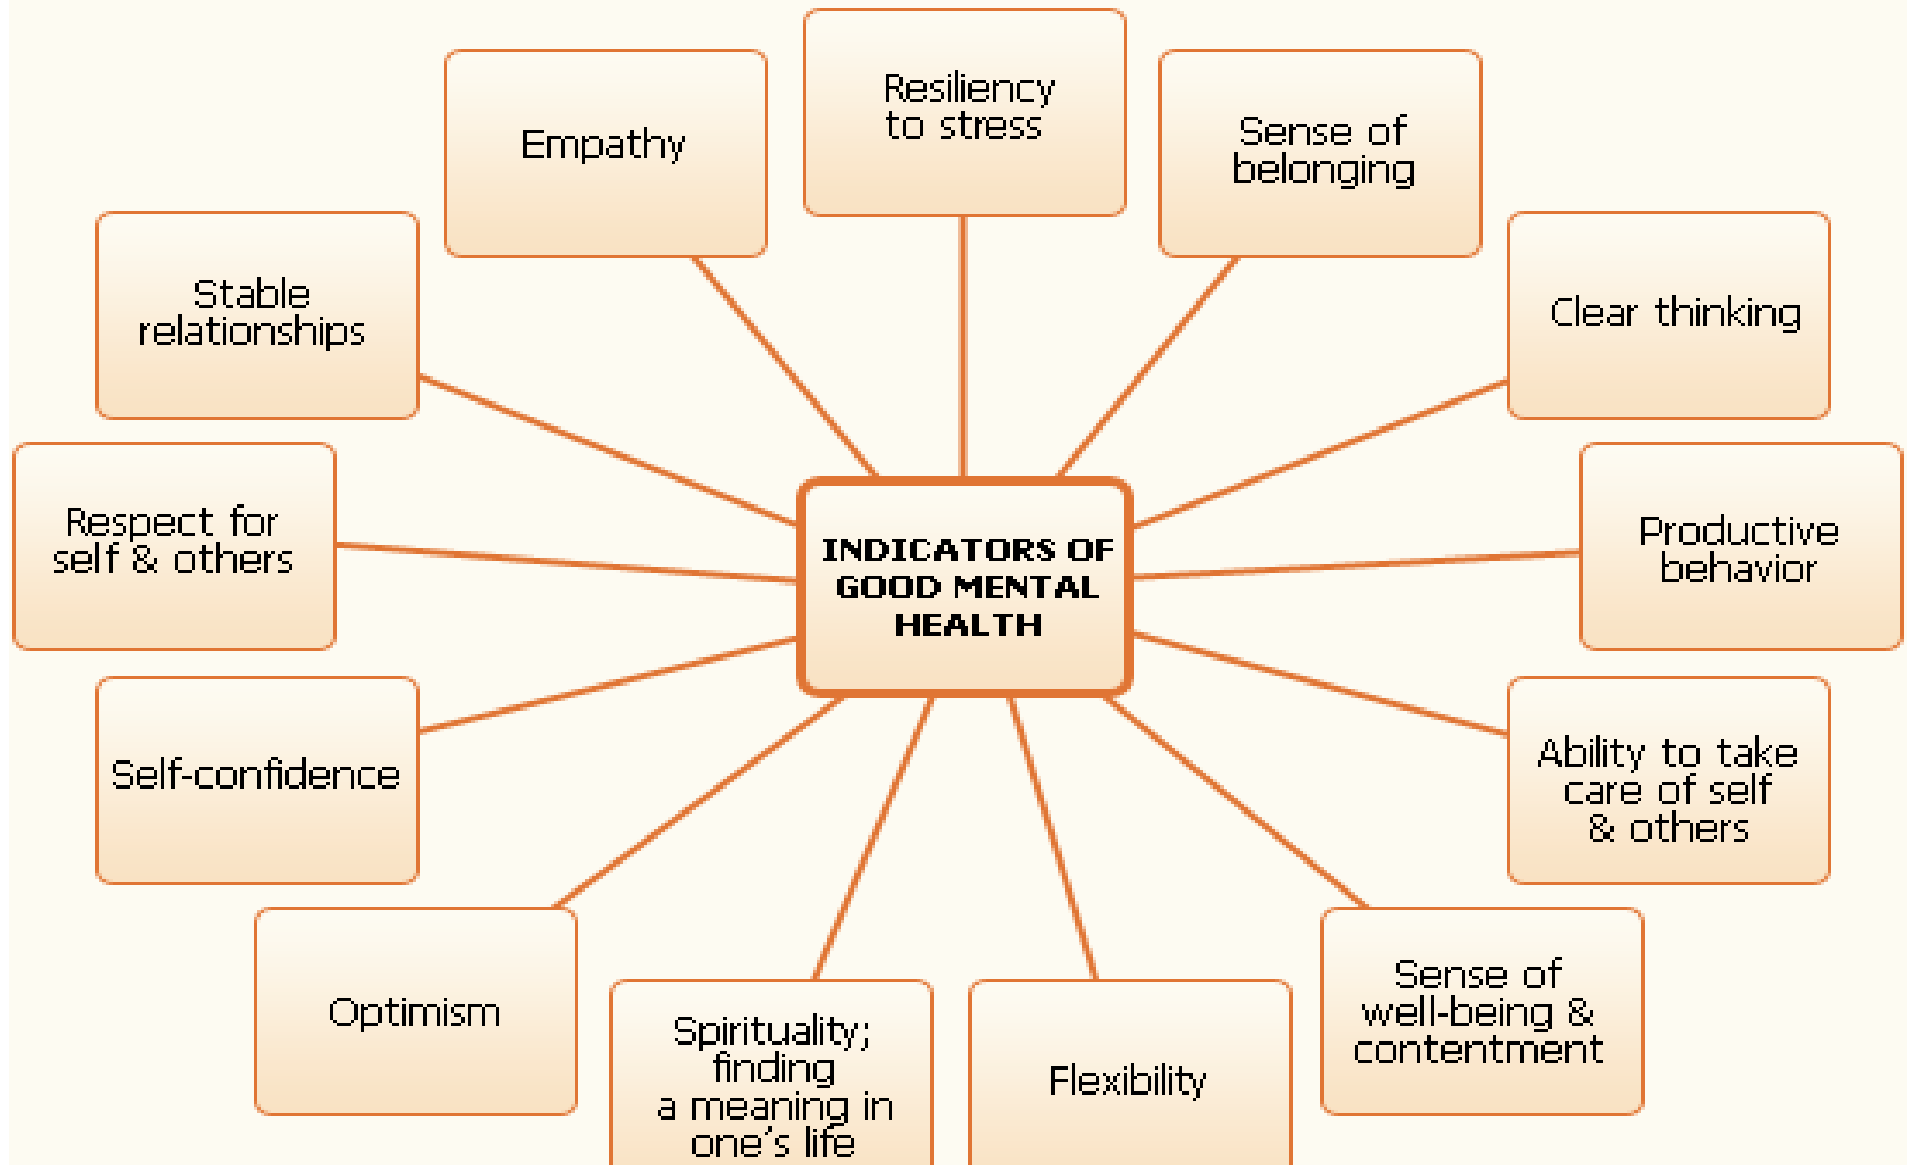 Resiliency
to stress
Empathy
Sense of
belonging
Stable
relationships
Clear thinking
Respect for
self & others
INDICATORS OF
GOOD MENTAL
HEALTH
Productive
behavior
Self-confidence
Ability to take
care of self
& others
Optimism
Spirituality;
finding
a meaning in
one's life
Flexibility
Sense of
well-being &
contentment